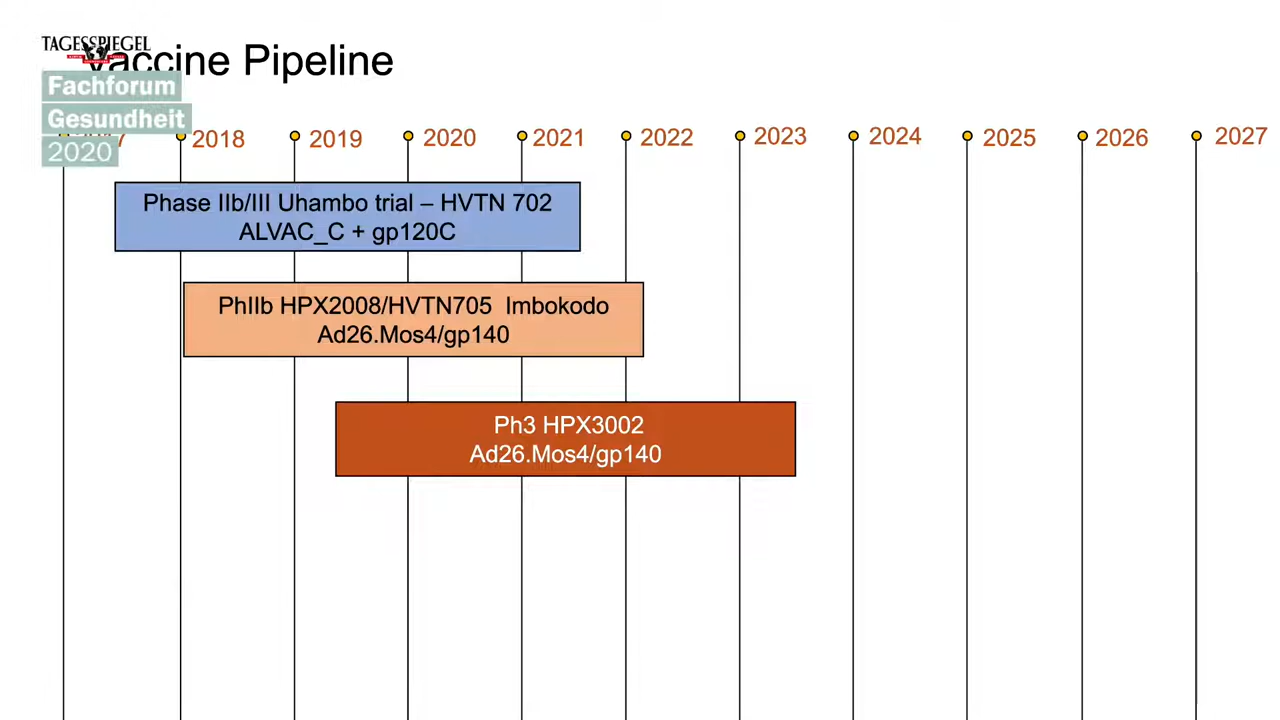 TAGESSPIEGEL
Vaccine Pipeline
Fachforum
Gesundheit
2020
2018 2019 2020 2021 2022 2023 2024 2025 2026 2027
Phase IIb/III Uhambo trial – HVTN 702
ALVAC_C + gp120C
PhIIb HPX2008/HVTN705 Imbokodo
Ad26.Mos4/gp140
Ph3 HPX3002
Ad26.Mos4/gp140